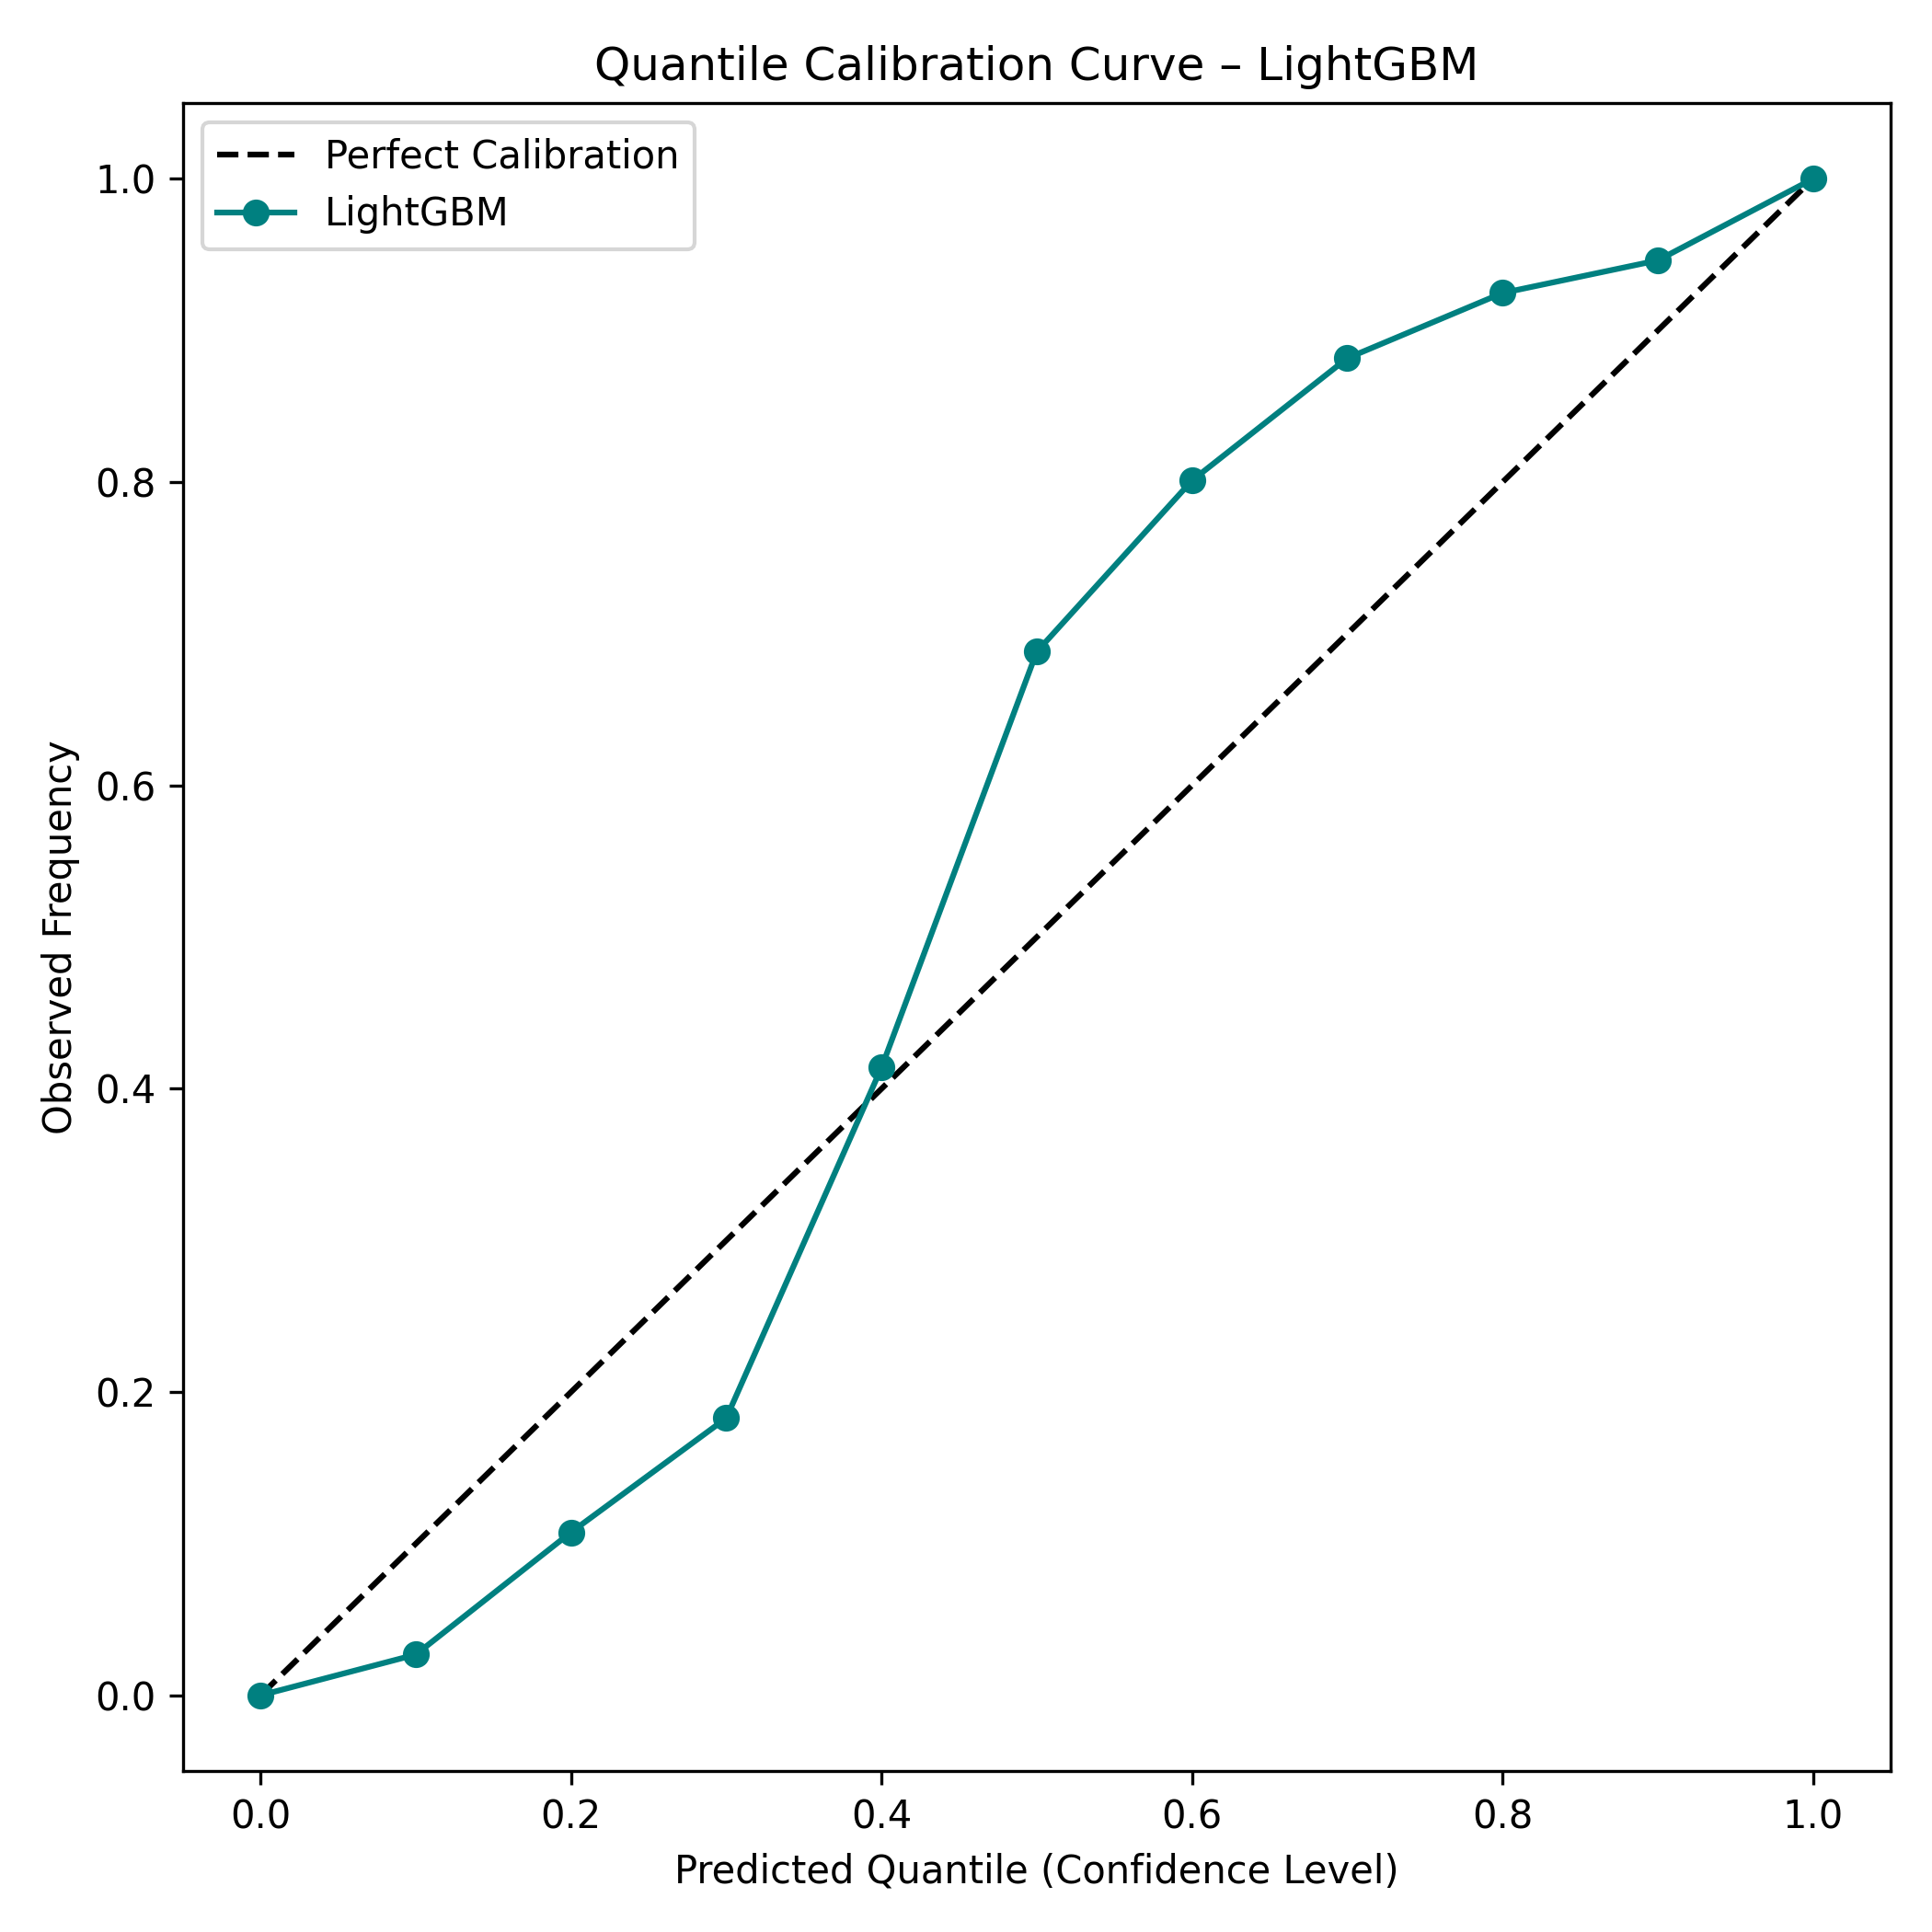 Quantile Calibration Curve – LightGBM
Perfect Calibration
LightGBM
1.0
0.8
0.6
0.4
0.2
0.0
Observed Frequency
0.0 0.2 0.4 0.6 0.8 1.0
Predicted Quantile (Confidence Level)